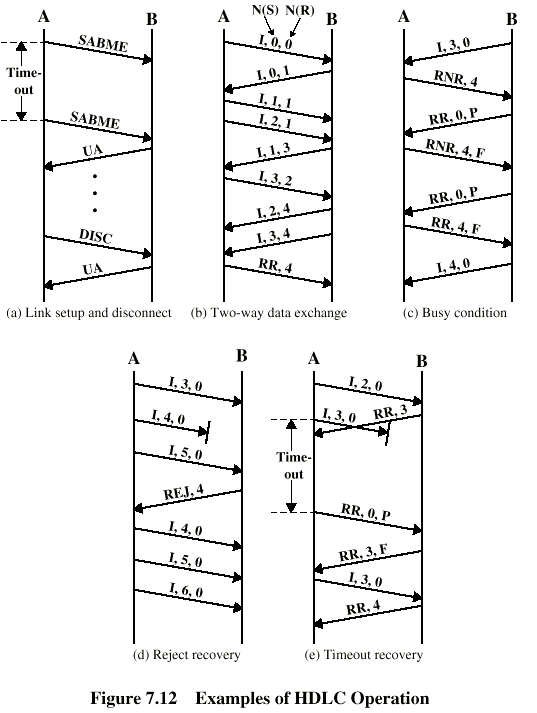 N(S) N(R)
A B
SABME
Time-
out
SABME
UA
DISC
UA
(a) Link setup and disconnect
A B
I, 0, 0
I, 0, 1
I, 1, 1
I, 2, 1
I, 1, 3
I, 3, 2
I, 2, 4
I, 3, 4
RR, 4
(b) Two-way data exchange
A B
I, 3, 0
RNR, 4
RR, 0, P
RNR, 4, F
RR, 0, P
RR, 4, F
I, 4, 0
(c) Busy condition
A B
I, 3, 0
I, 4, 0
I, 5, 0
REJ, 4
I, 4, 0
I, 5, 0
I, 6, 0
(d) Reject recovery
A B
I, 2, 0
RR, 3
I, 3, 0
Time-
out
RR, 0, P
RR, 3, F
I, 3, 0
RR, 4
(e) Timeout recovery
Figure 7.12 Examples of HDLC Operation